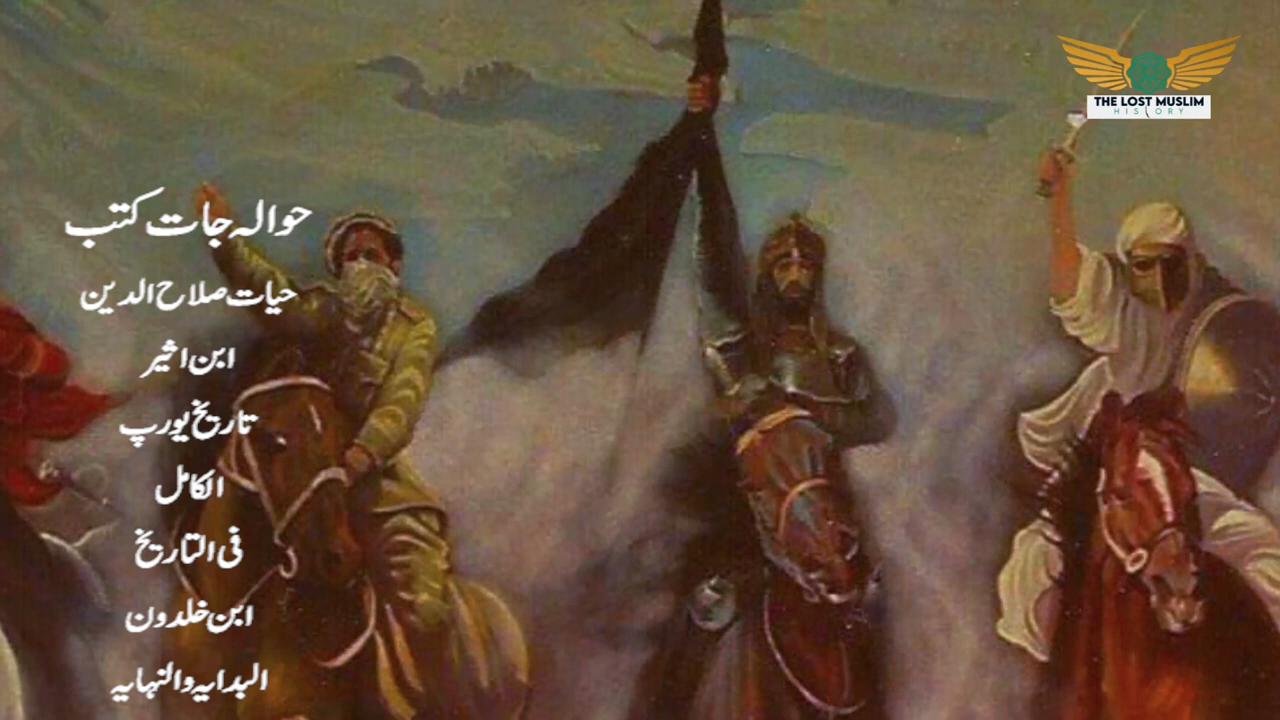 THE LOST MUSLIM
HISTORY
حوالہ جات کتب
حیات صلاح الدین
ابن اثیر
تاریخ یورپ
الکامل
فی التاریخ
ابن خلدون
البدایہ والنہایہ